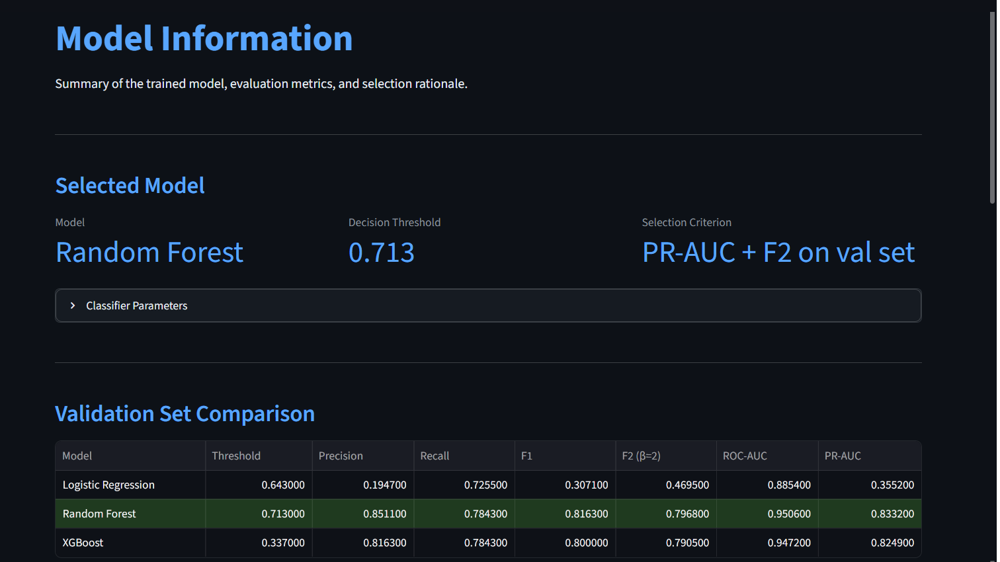 Model Information
Summary of the trained model, evaluation metrics, and selection rationale.
Selected Model
Model Decision Threshold Selection Criterion
Random Forest 0.713 PR-AUC + F2 on val set
Classifier Parameters
Validation Set Comparison
Model Threshold Precision Recall F1 F2 (β=2) ROC-AUC PR-AUC
Logistic Regression 0.643000 0.194700 0.725500 0.307100 0.469500 0.885400 0.355200
Random Forest 0.713000 0.851100 0.784300 0.816300 0.796800 0.950600 0.833200
XGBoost 0.337000 0.816300 0.784300 0.800000 0.790500 0.947200 0.824900